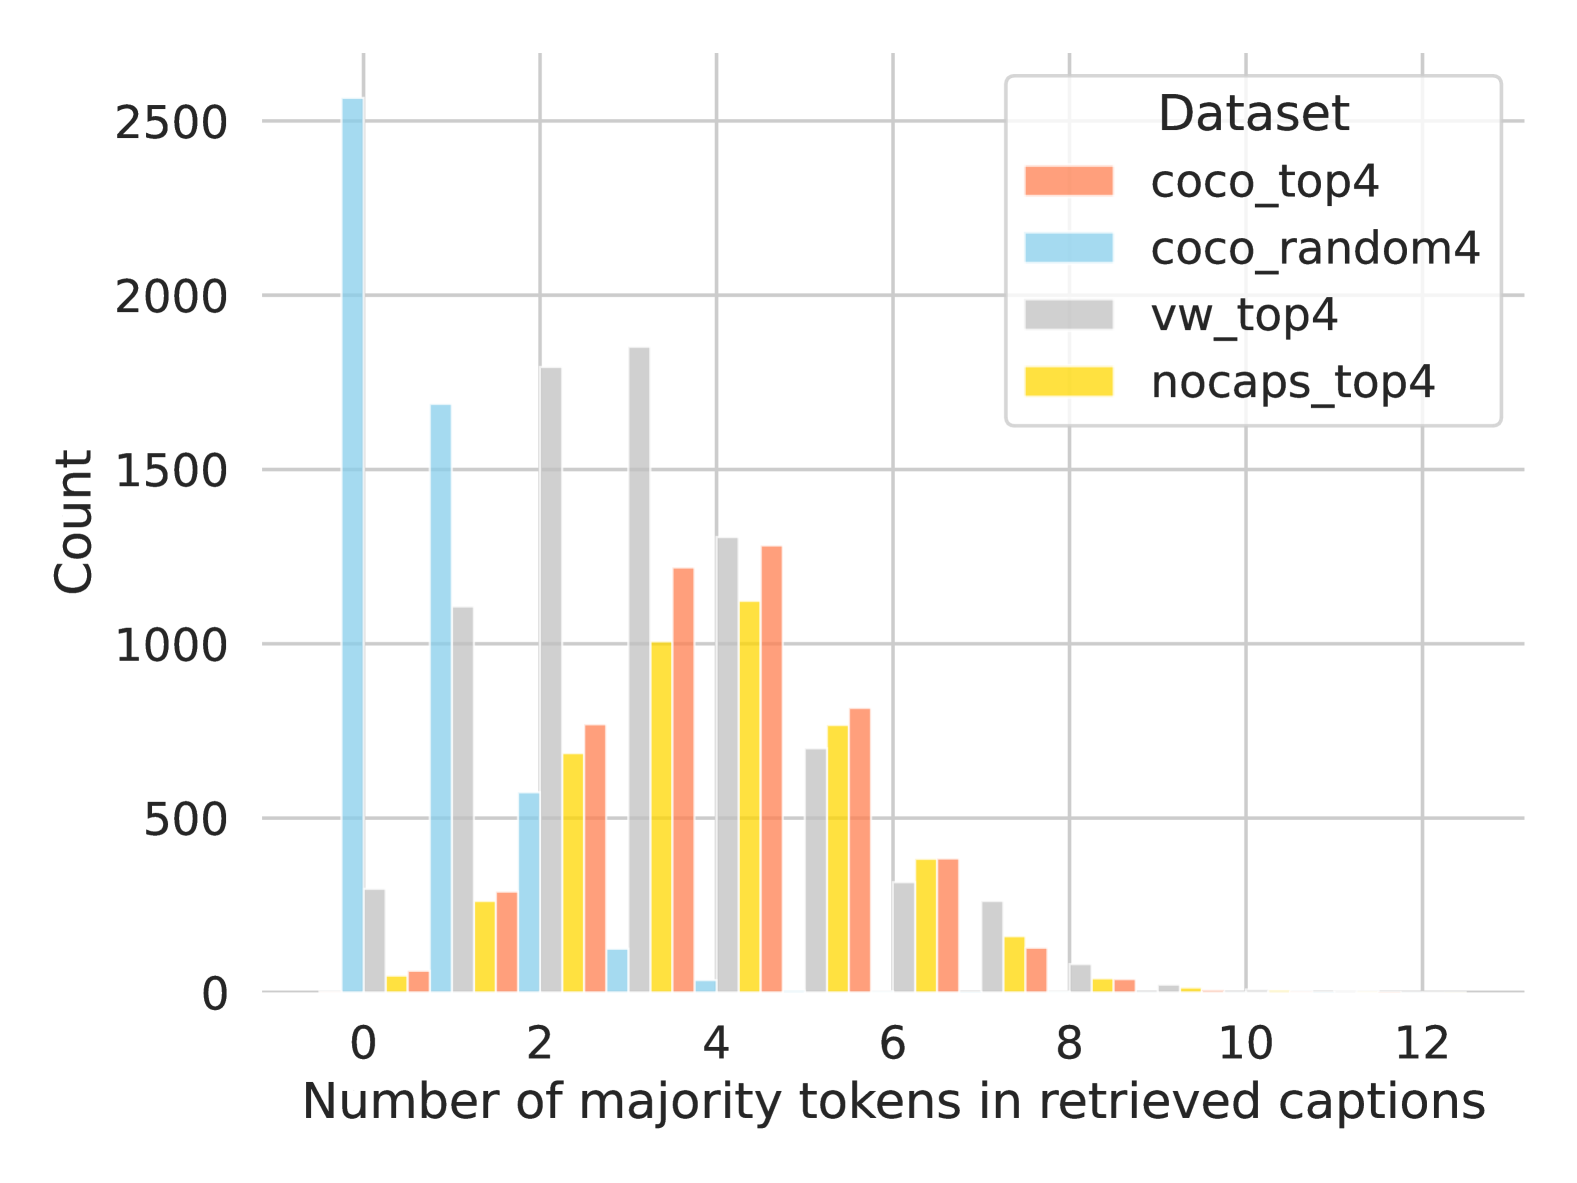 Dataset
coco_top4
coco_random4
vw_top4
nocaps_top4
2500
2000
1500
1000
500
0
Count
0 2 4 6 8 10 12
Number of majority tokens in retrieved captions